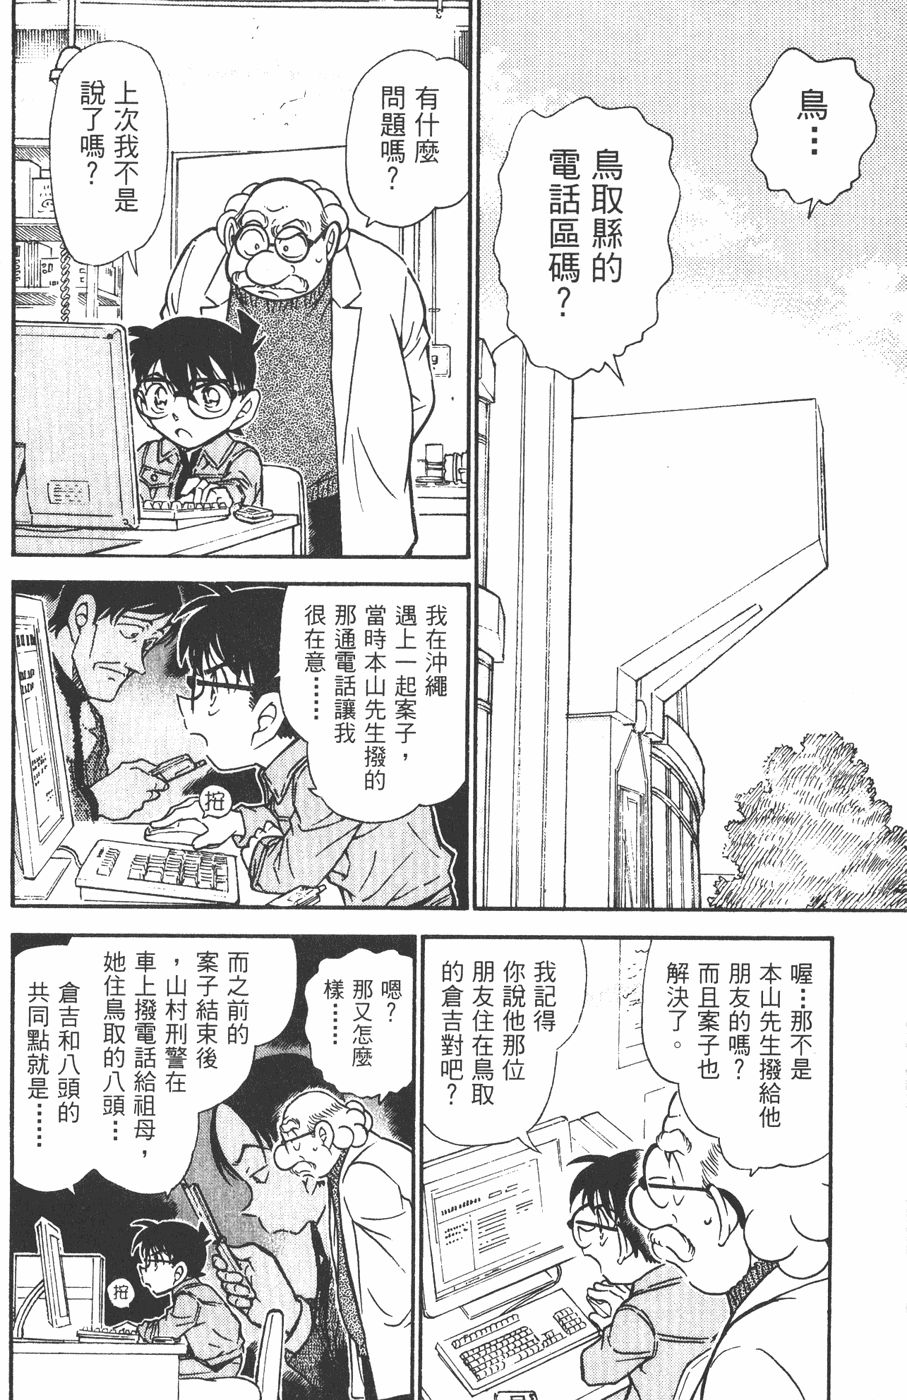 鳥…
鳥取縣的
電話區碼？
有什麼
問題嗎？
上次我不是
說了嗎？
我在沖繩
遇上一起案子，
當時本山先生撥的
那通電話讓我
很在意……
按
喔…那不是
本山先生撥給他
朋友的嗎？
而且案子也
解決了。
我記得
你說他那位
朋友住在鳥取
的倉吉對吧？
嗯？
那又怎麼
樣……
而之前的
案子結束後
，山村刑警在
車上撥電話給祖母，
她住鳥取的八頭…
倉吉和八頭的
共同點就是……
按